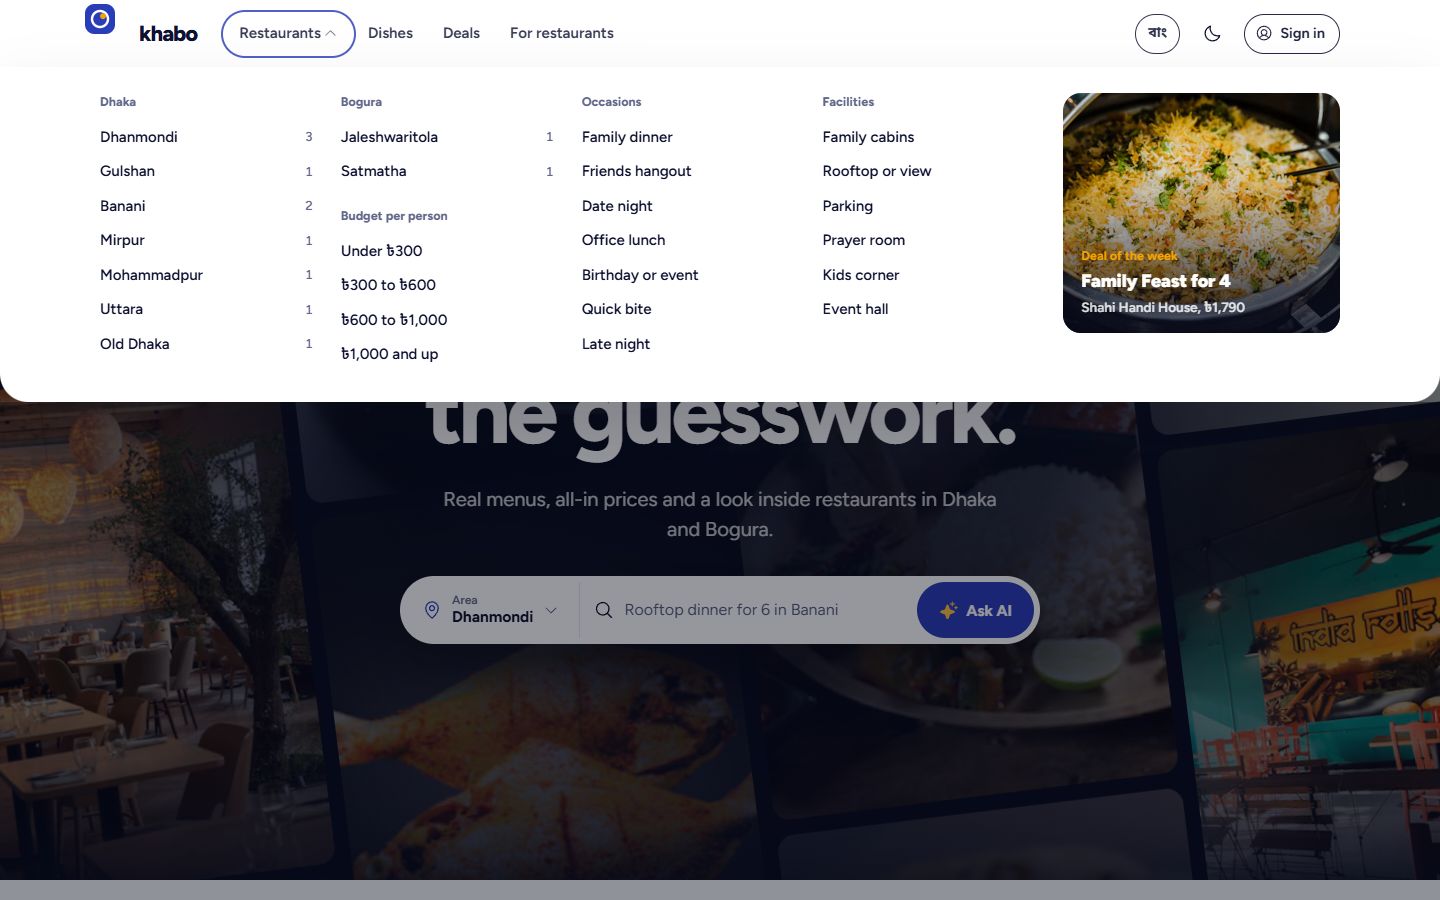 khabo
Restaurants
Dishes
Deals
For restaurants
বাং
Sign in
Dhaka
Dhanmondi 3
Gulshan 1
Banani 2
Mirpur 1
Mohammadpur 1
Uttara 1
Old Dhaka 1
Bogura
Jaleshwaritola 1
Satmatha 1
Budget per person
Under ৳300
৳300 to ৳600
৳600 to ৳1,000
৳1,000 and up
Occasions
Family dinner
Friends hangout
Date night
Office lunch
Birthday or event
Quick bite
Late night
Facilities
Family cabins
Rooftop or view
Parking
Prayer room
Kids corner
Event hall
Deal of the week
Family Feast for 4
Shahi Handi House, ৳1,790
the guesswork.
Real menus, all-in prices and a look inside restaurants in Dhaka
and Bogura.
Area
Dhanmondi
Rooftop dinner for 6 in Banani
Ask AI
india rolls